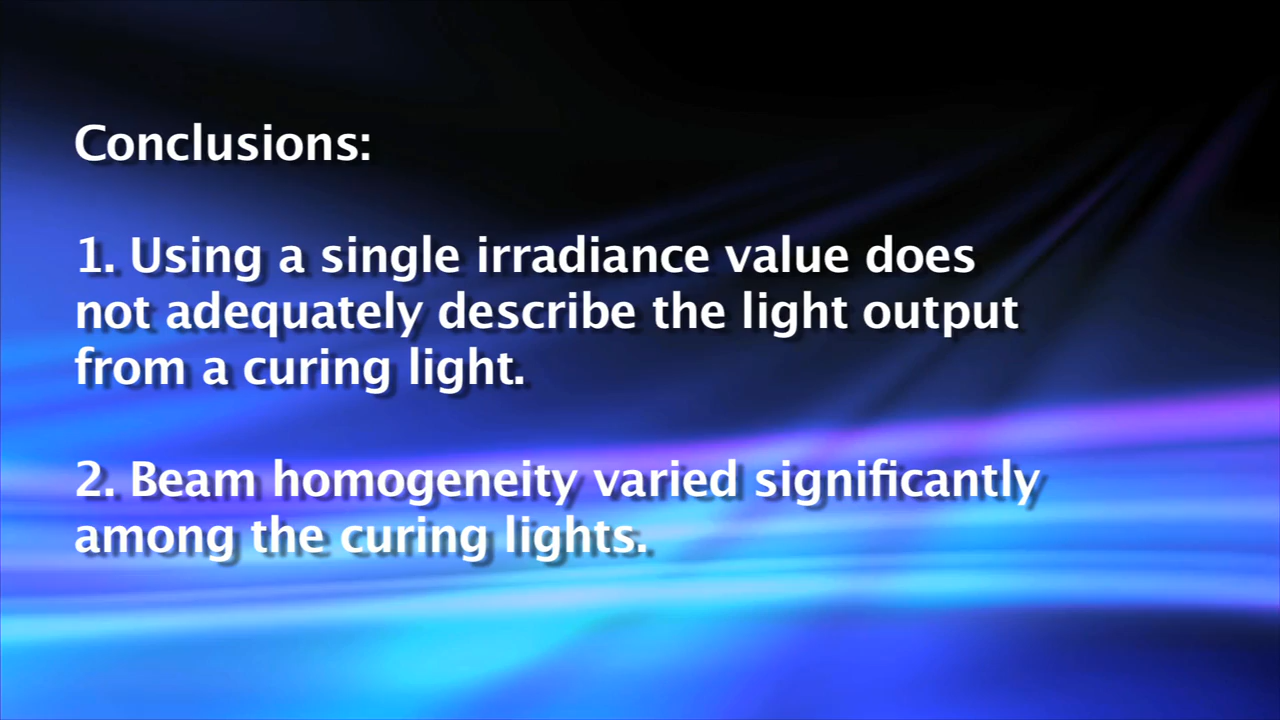 Conclusions:
1. Using a single irradiance value does
not adequately describe the light output
from a curing light.
2. Beam homogeneity varied significantly
among the curing lights.